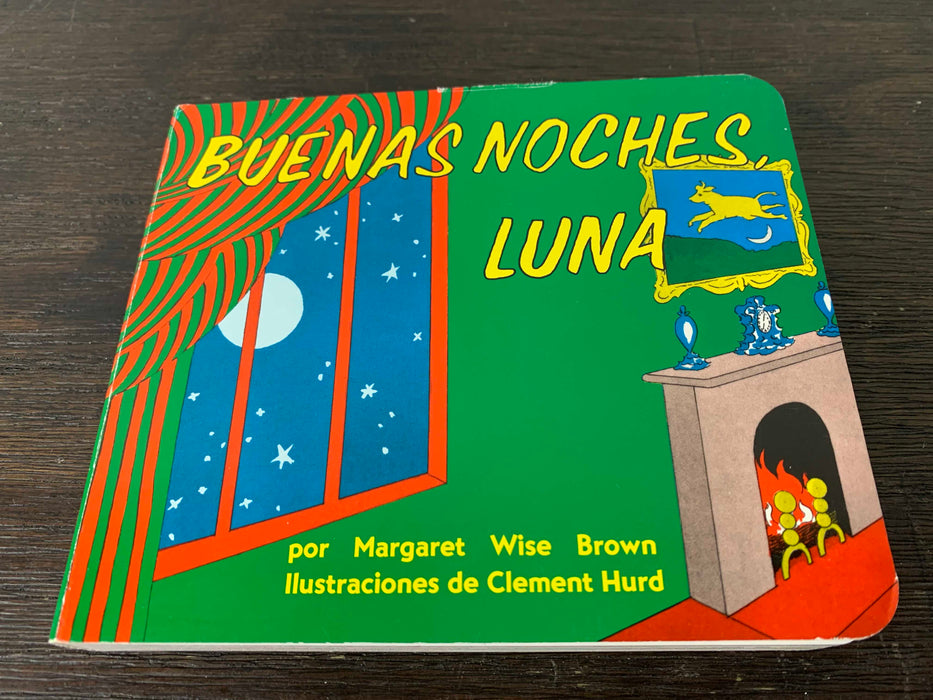 BUENAS NOCHES,
LUNA
por Margaret Wise Brown
Ilustraciones de Clement Hurd